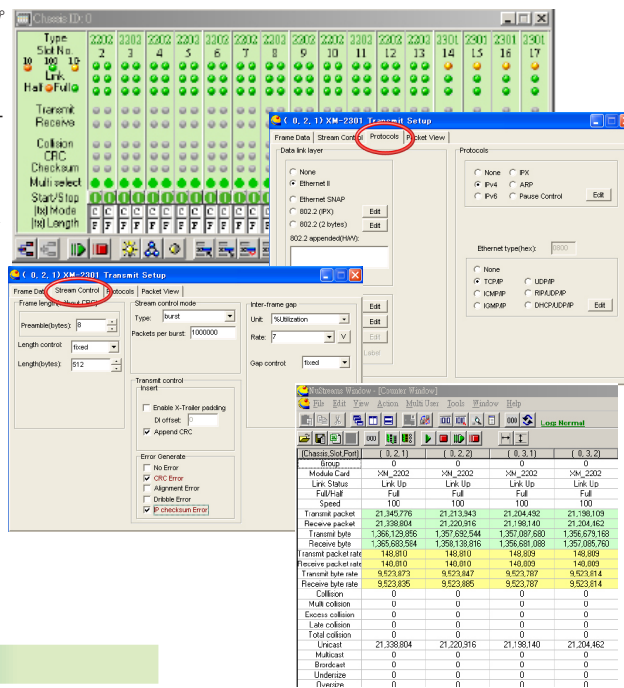 Chassis ID: 0
Type 2202 2202 2202 2202 2202 2202 2202 2202 2202 2202 2202 2202 2301 2301 2301 2301
Slot No. 2 3 4 5 6 7 8 9 10 11 12 13 14 15 16 17
10 100 1G
Link
Half Full
Transmit
Receive
Collision
CRC
Checksum
Multi select
Start/Stop
(tx) Mode C C C C
(tx) Length F F F F
( 0, 2, 1) XM-2301 Transmit Setup
Frame Data Stream Control Protocols Packet View
Data link layer
None
Ethernet II
Ethernet SNAP
802.2 (IPX) Edit
802.2 (2 bytes) Edit
802.2 appended(HW):
Edit
Edit
Edit
Label
Protocols
None IPX
IPv4 ARP
IPv6 Pause Control Edit
Ethernet type(hex): 0800
None
TCP/IP UDP/IP
ICMP/IP RIP/UDP/IP
IGMP/IP DHCP/UDP/IP Edit
( 0, 2, 1) XM-2301 Transmit Setup
Frame Data Stream Control Protocols Packet View
Frame length(without CRC)
Preamble(bytes): 8
Length control: fixed
Length(bytes): 512
Stream control mode
Type: burst
Packets per burst: 1000000
Inter-frame gap
Unit: %Utilization
Rate: 7 V
Gap control: fixed
Transmit control
Insert
Enable X-Trailer padding
DI offset: 0
Append CRC
Error Generate
No Error
CRC Error
Alignment Error
Dribble Error
IP checksum Error
NuStreams Window - [Counter Window]
File Edit View Action Multi User Tools Window Help
000 Log: Normal
000
(Chassis,Slot,Port) ( 0, 2, 1) ( 0, 2, 2) ( 0, 3, 1) ( 0, 3, 2)
Group 0 0 0 0
Module Card XM_2202 XM_2202 XM_2202 XM_2202
Link Status Link Up Link Up Link Up Link Up
Full/Half Full Full Full Full
Speed 100 100 100 100
Transmit packet 21,345,776 21,213,943 21,204,492 21,198,109
Receive packet 21,338,804 21,220,916 21,198,140 21,204,462
Transmit byte 1,366,129,856 1,357,692,544 1,357,087,680 1,356,679,168
Receive byte 1,365,683,584 1,358,138,816 1,356,681,088 1,357,085,760
Transmit packet rate 148,810 148,810 148,809 148,809
Receive packet rate 148,810 148,810 148,809 148,809
Transmit byte rate 9,523,873 9,523,847 9,523,787 9,523,814
Receive byte rate 9,523,835 9,523,885 9,523,787 9,523,814
Collision 0 0 0 0
Multi collision 0 0 0 0
Excess collision 0 0 0 0
Late collision 0 0 0 0
Total collision 0 0 0 0
Unicast 21,338,804 21,220,916 21,198,140 21,204,462
Multicast 0 0 0 0
Brordcast 0 0 0 0
Undersize 0 0 0 0
Oversize 0 0 0 0